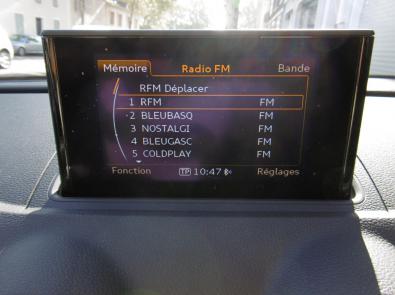 Mémoire Radio FM Bande
RFM Déplacer
1 RFM FM
2 BLEUBASQ FM
3 NOSTALGI FM
4 BLEUGASC FM
5 COLDPLAY FM
Fonction TP 10:47 Réglages